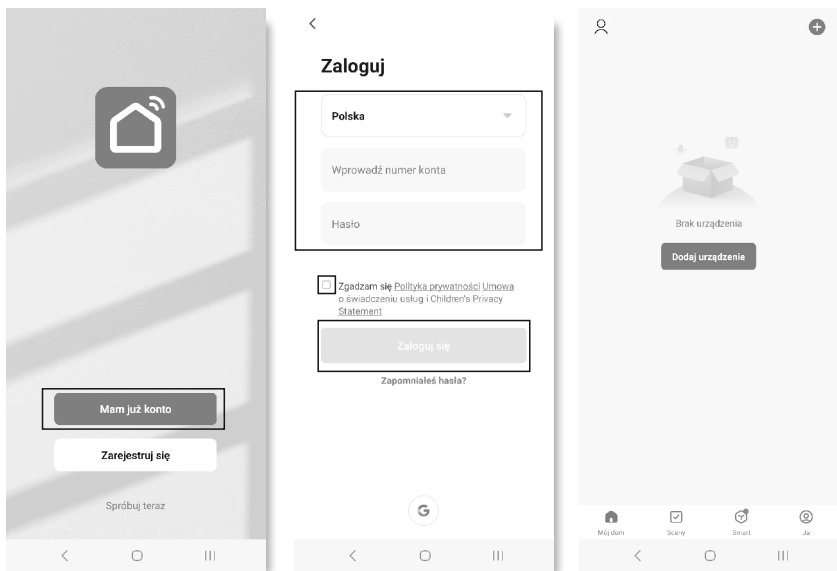 Mam już konto
Zarejestruj się
Spróbuj teraz
Zaloguj
Polska
Wprowadź numer konta
Hasło
Zgadzam się Polityka prywatności Umowa
o świadczeniu usług i Children's Privacy
Statement
Zaloguj się
Zapomniałeś hasła?
G
Brak urządzenia
Dodaj urządzenie
Mój dom
Sceny
Smart
Ja